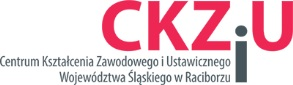 CKZiU
Centrum Kształcenia Zawodowego i Ustawicznego
Województwa Śląskiego w Raciborzu